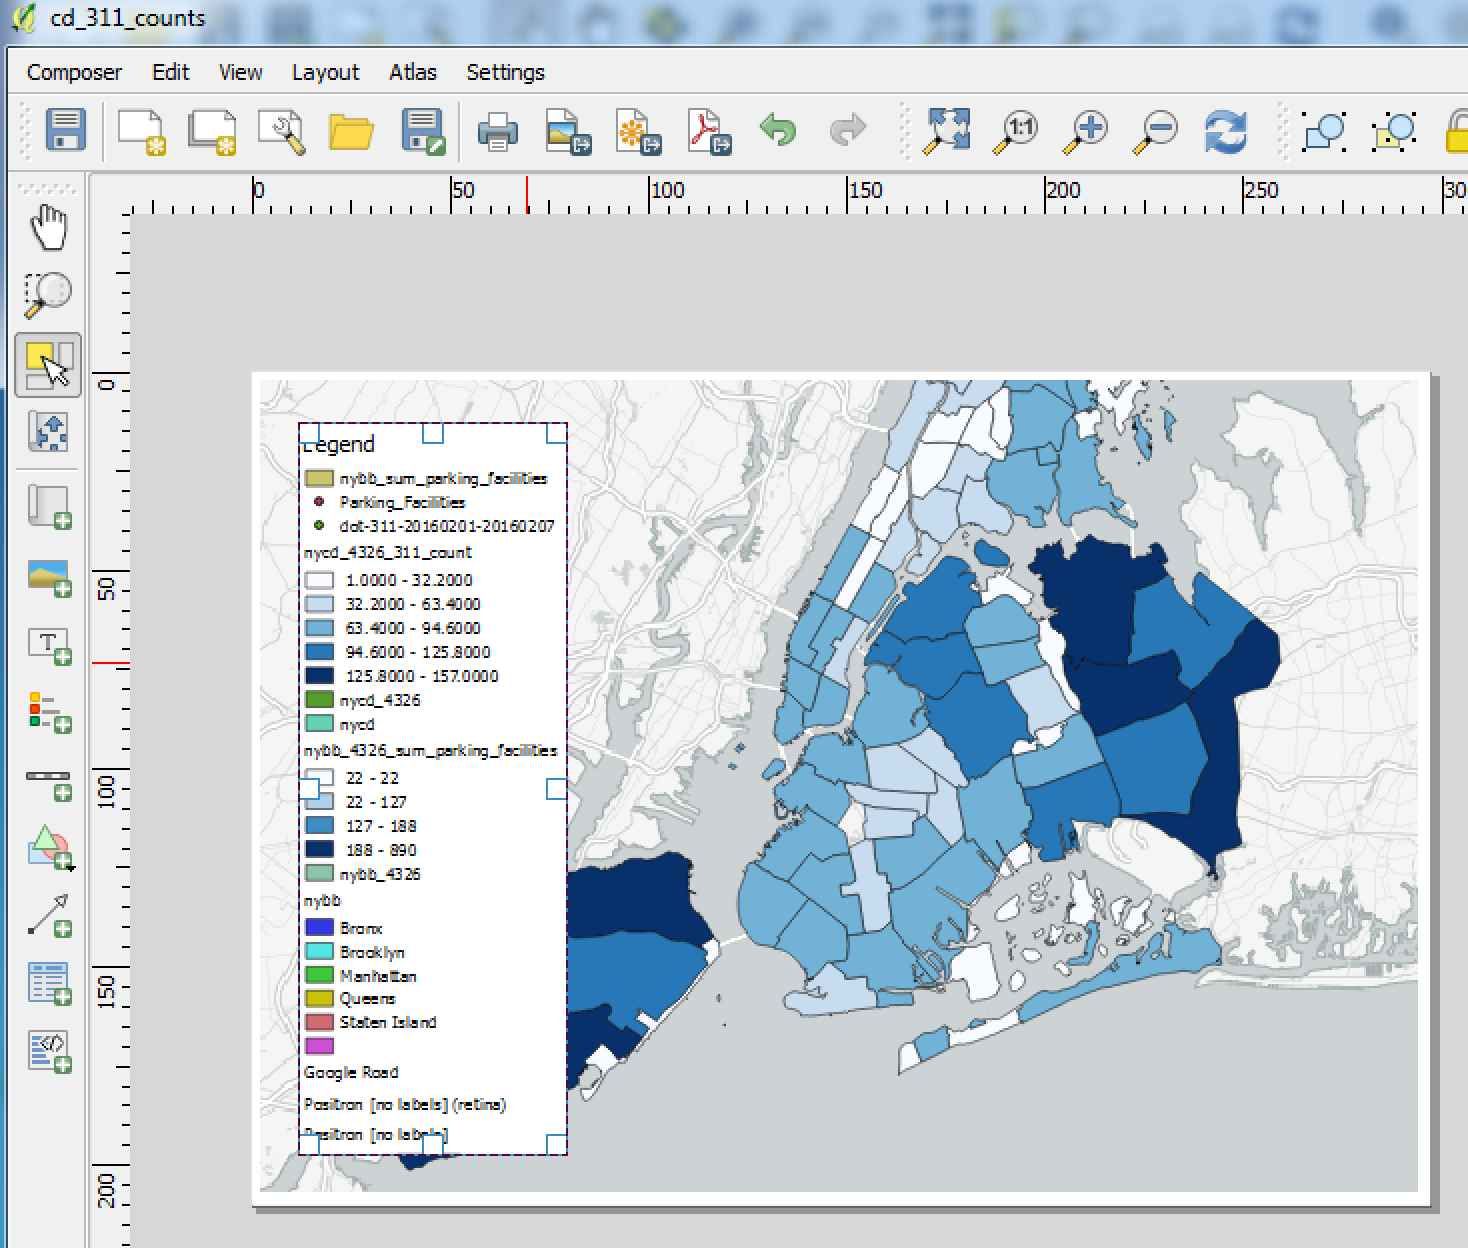 cd_311_counts
Composer Edit View Layout Atlas Settings
1:1
0 50 100 150 200 250 30
0
50
100
150
200
T
Legend
nybb_sum_parking_facilities
Parking_Facilities
dot-311-20160201-20160207
nycd_4326_311_count
1.0000 - 32.2000
32.2000 - 63.4000
63.4000 - 94.6000
94.6000 - 125.8000
125.8000 - 157.0000
nycd_4326
nycd
nybb_4326_sum_parking_facilities
22 - 22
22 - 127
127 - 188
188 - 890
nybb_4326
nybb
Bronx
Brooklyn
Manhattan
Queens
Staten Island
Google Road
Positron [no labels] (retina)
Positron [no labels]